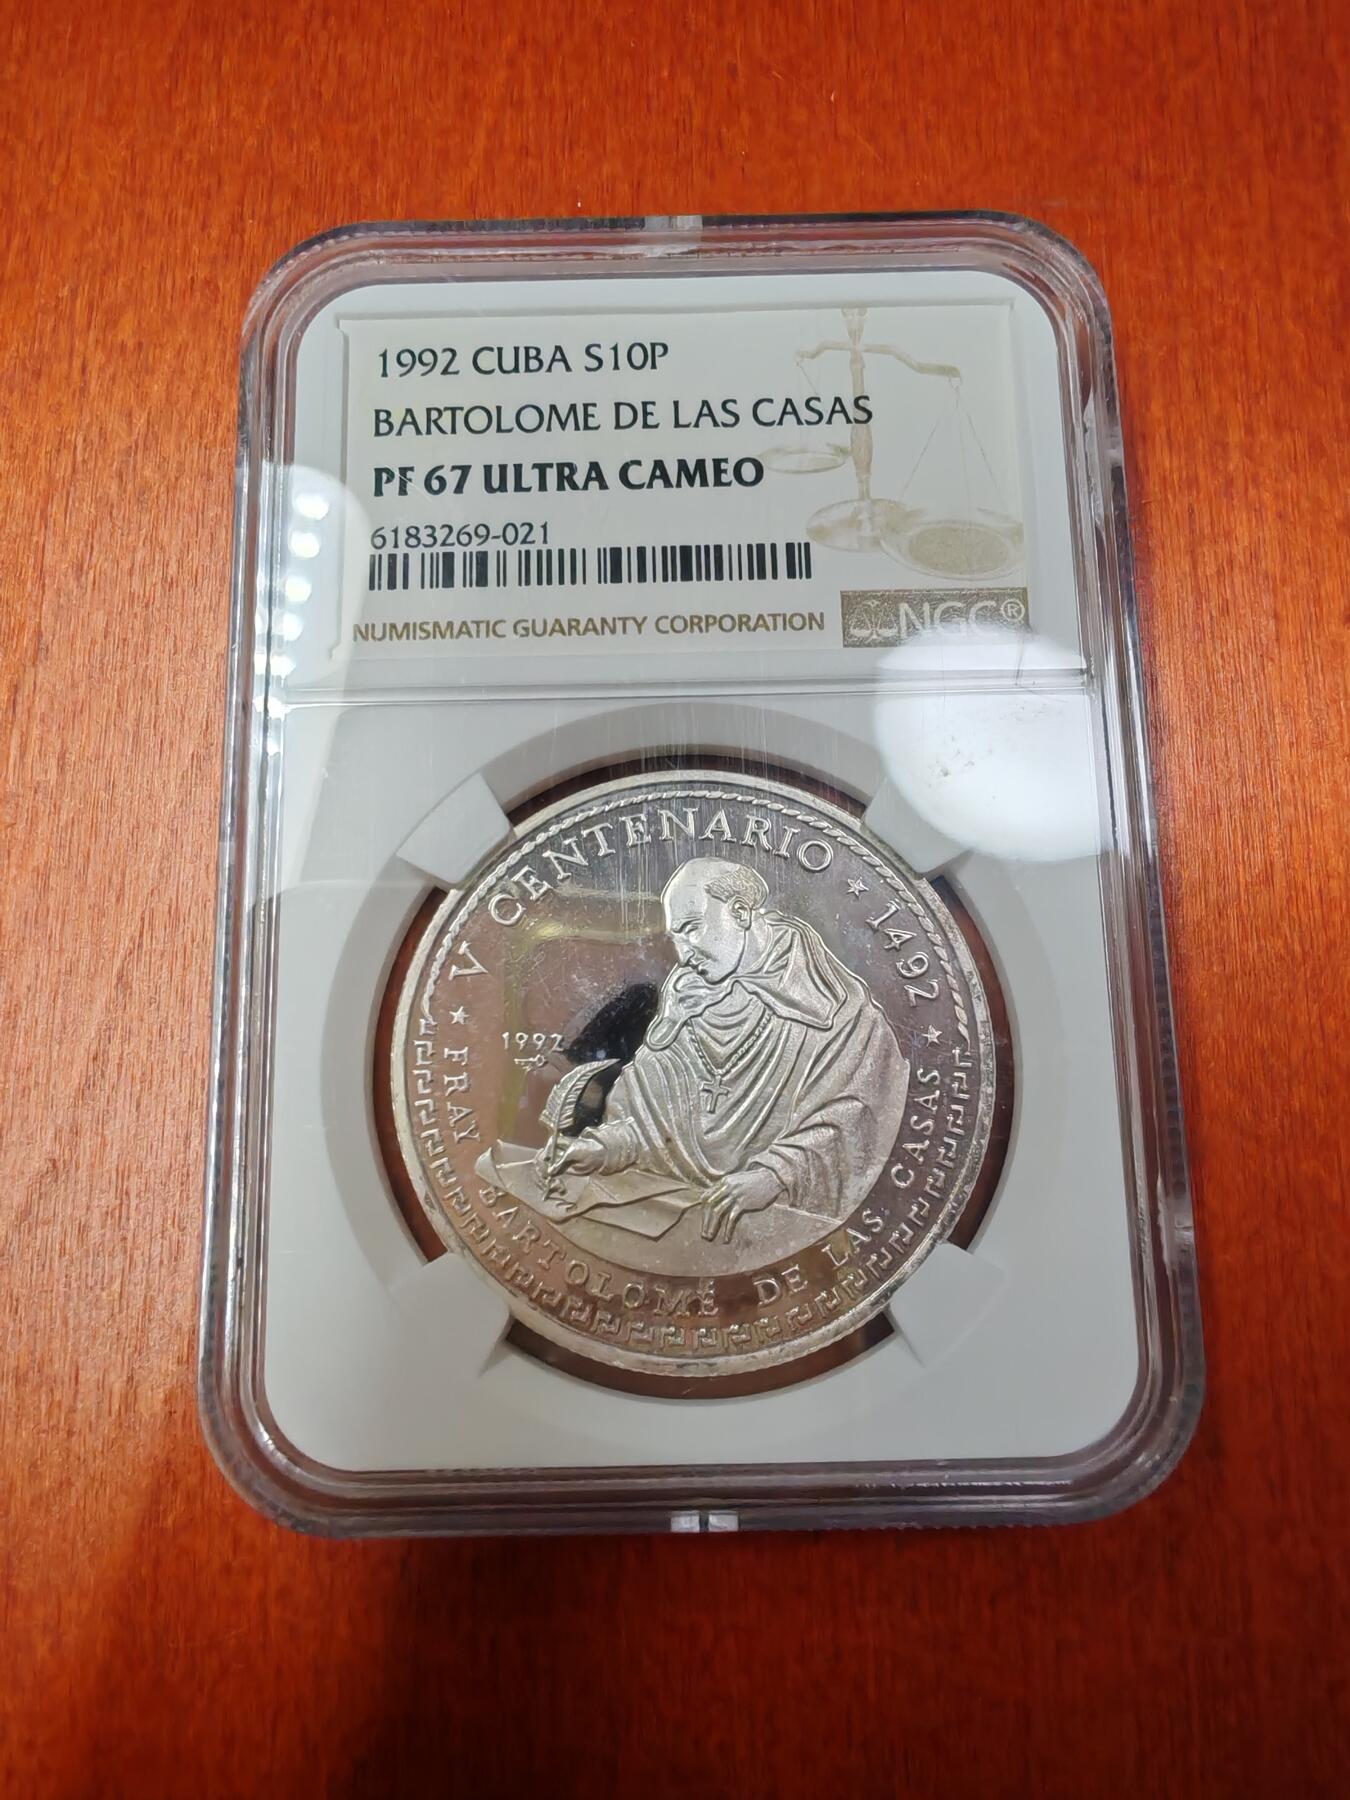 1992 CUBA S10P
BARTOLOME DE LAS CASAS
PF 67 ULTRA CAMEO
6183269-021
NUMISMATIC GUARANTY CORPORATION
NGC®
V CENTENARIO ★ 1492 ★
1992
★ FRAY BARTOLOMÉ DE LAS CASAS